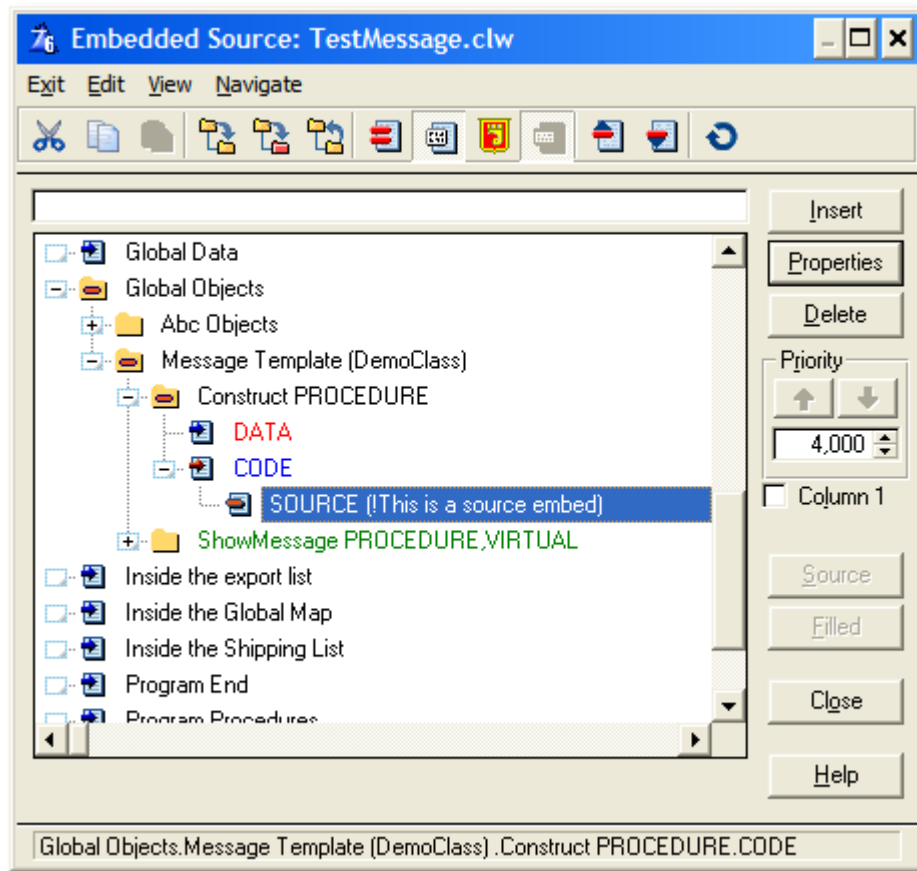 Embedded Source: TestMessage.clw
Exit Edit View Navigate
Insert
Global Data
Properties
Global Objects
Abc Objects
Delete
Message Template (DemoClass)
Priority
Construct PROCEDURE
DATA
4,000
CODE
SOURCE (!This is a source embed)
Column 1
ShowMessage PROCEDURE,VIRTUAL
Inside the export list
Source
Inside the Global Map
Filled
Inside the Shipping List
Program End
Close
Program Procedures
Help
Global Objects.Message Template (DemoClass) .Construct PROCEDURE.CODE